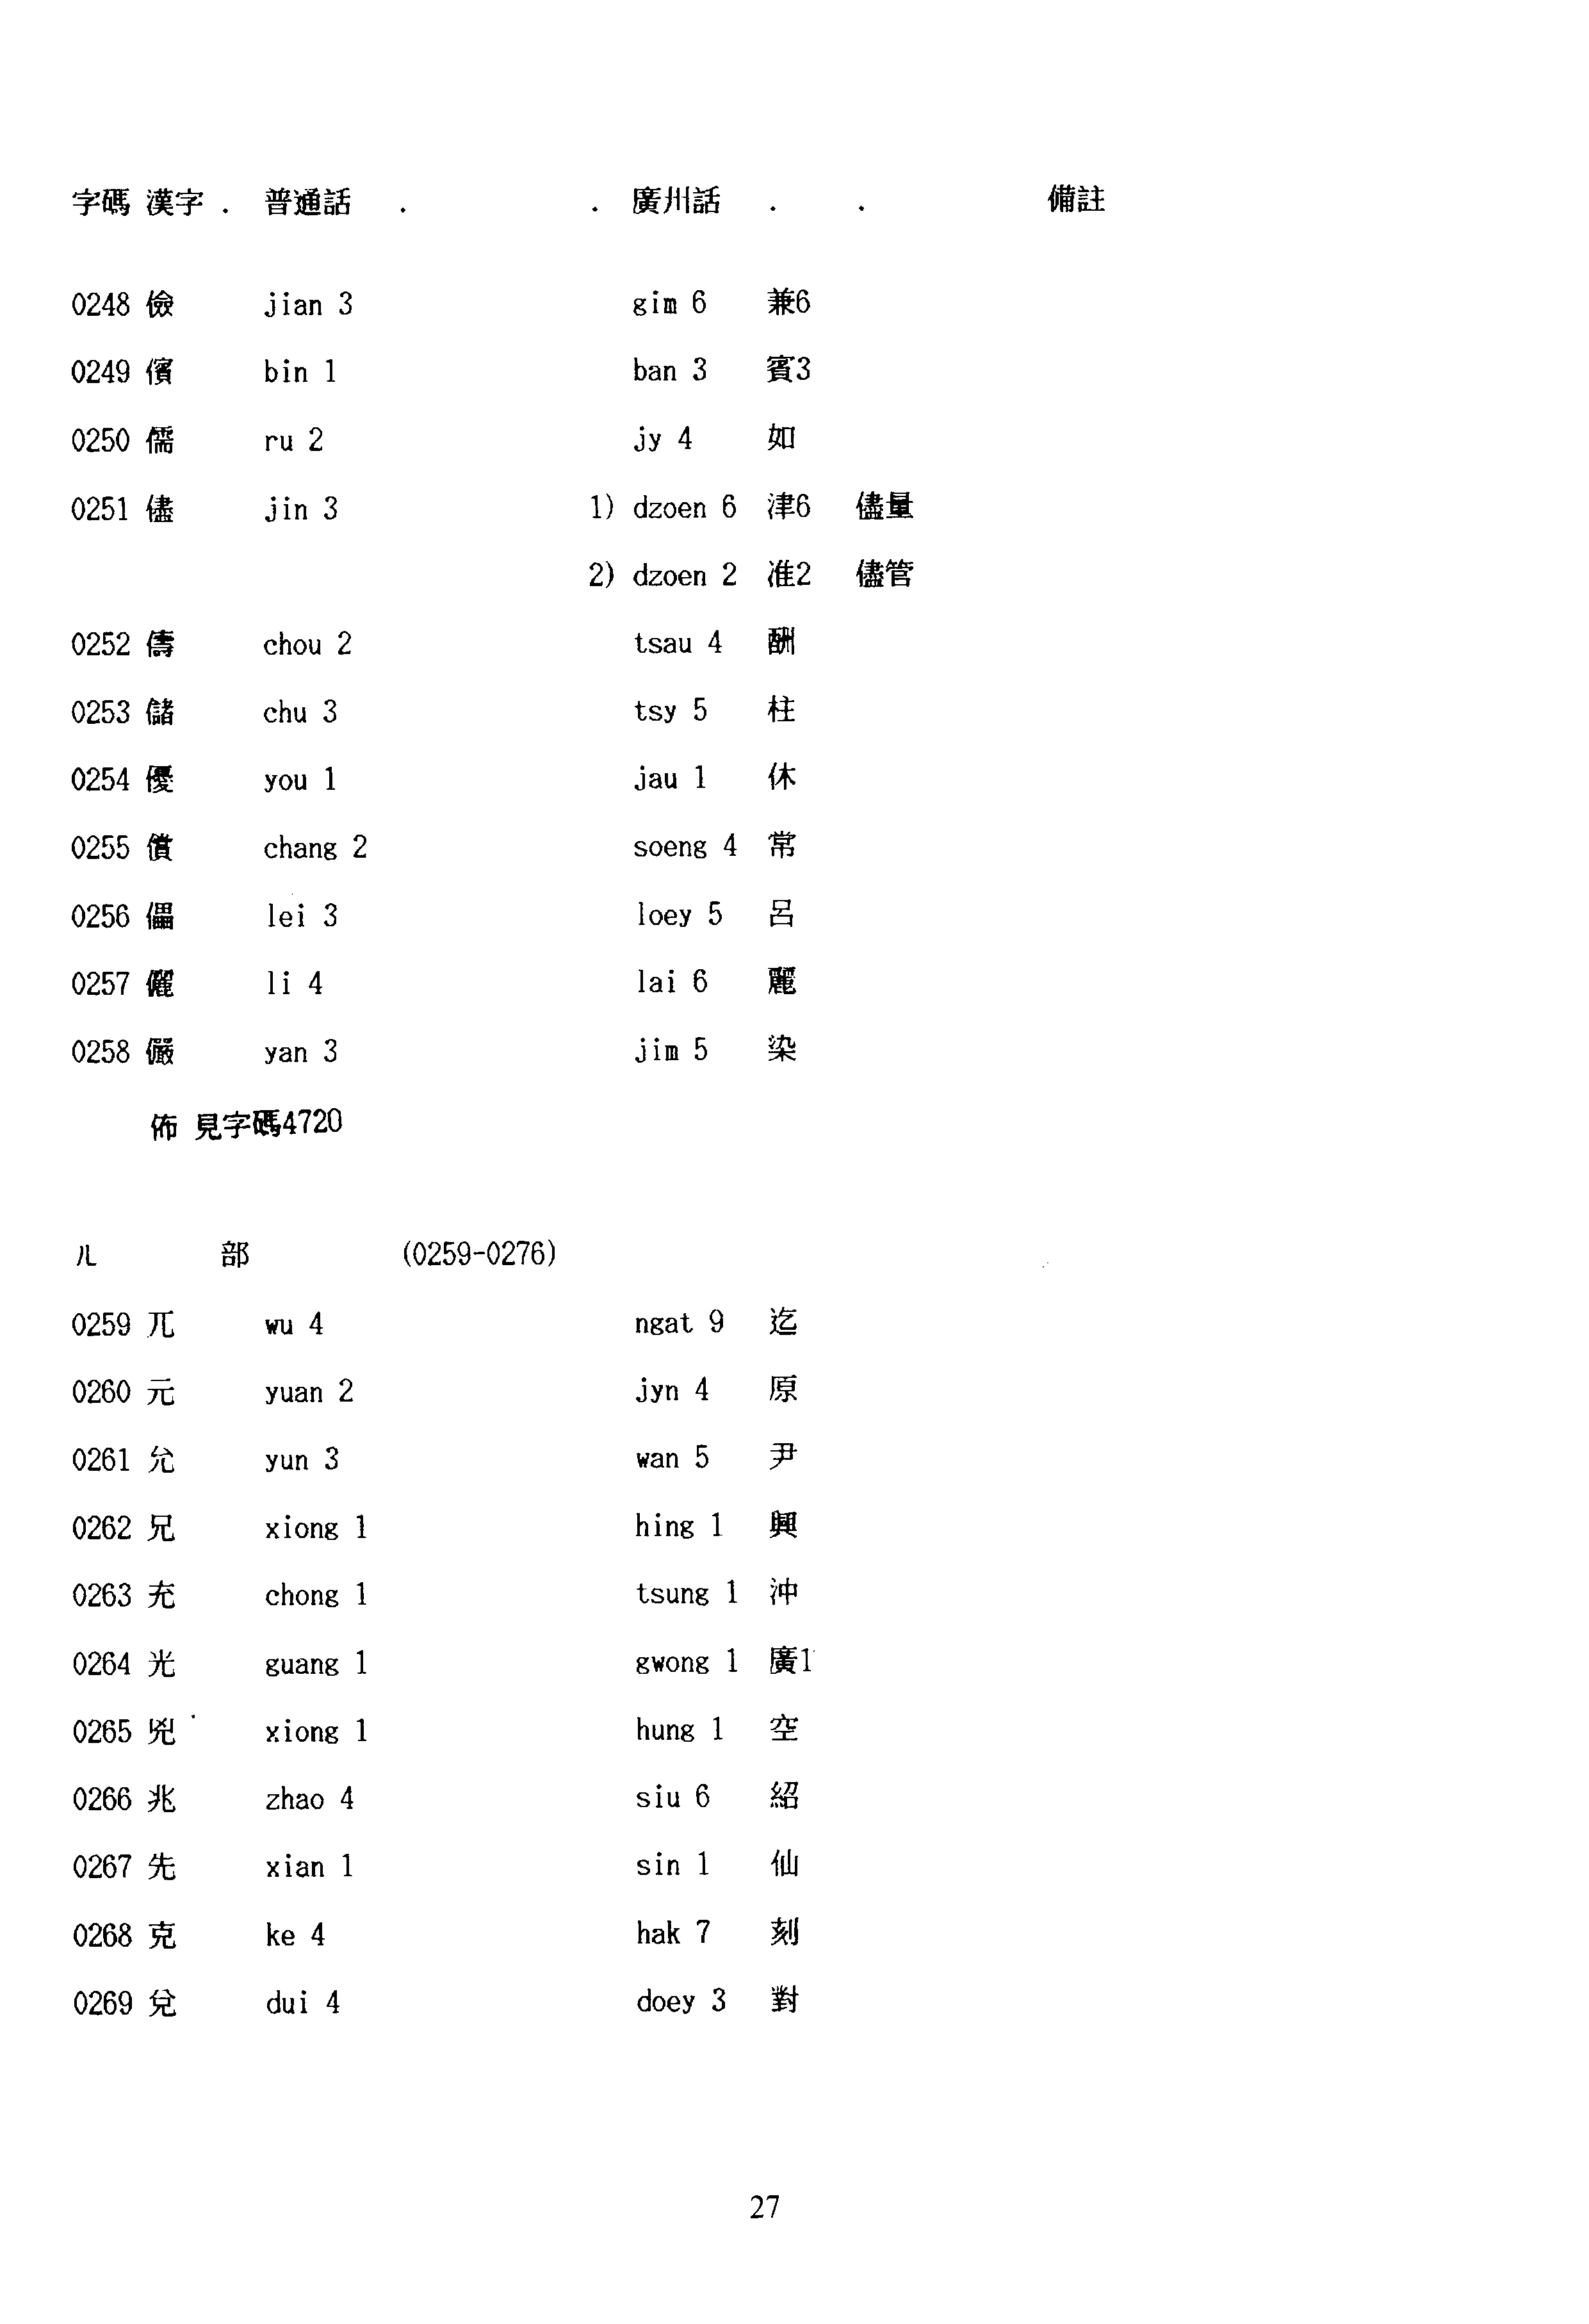 字碼 漢字 . 普通話 . . 廣州話 . . 備註
0248 儉 jian 3 gim 6 兼6
0249 儐 bin 1 ban 3 賓3
0250 儒 ru 2 jy 4 如
0251 儘 jin 3 1) dzoen 6 津6 儘量
2) dzoen 2 准2 儘管
0252 儔 chou 2 tsau 4 酬
0253 儲 chu 3 tsy 5 柱
0254 優 you 1 jau 1 休
0255 償 chang 2 soeng 4 常
0256 儡 lei 3 loey 5 呂
0257 儷 li 4 lai 6 麗
0258 儼 yan 3 jim 5 染
佈 見字碼4720
儿 部 (0259-0276)
0259 兀 wu 4 ngat 9 迄
0260 元 yuan 2 jyn 4 原
0261 允 yun 3 wan 5 尹
0262 兄 xiong 1 hing 1 興
0263 充 chong 1 tsung 1 沖
0264 光 guang 1 gwong 1 廣1
0265 兇 xiong 1 hung 1 空
0266 兆 zhao 4 siu 6 紹
0267 先 xian 1 sin 1 仙
0268 克 ke 4 hak 7 刻
0269 兌 dui 4 doey 3 對
27